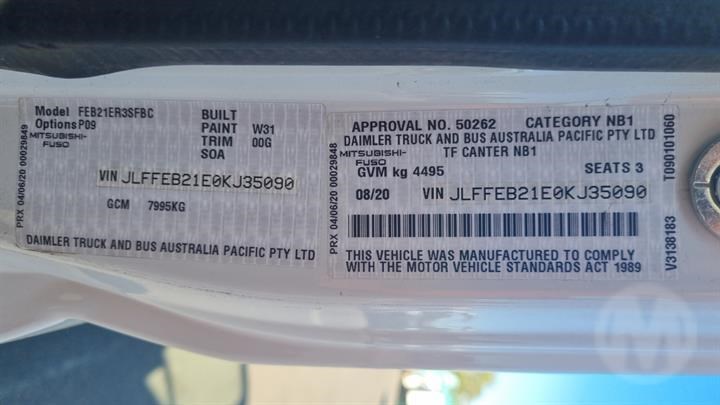 Model FEB21ER3SFBC
Options P09
MITSUBISHI-
FUSO
BUILT
PAINT W31
TRIM 00G
SOA
VIN JLFFEB21E0KJ35090
GCM 7995KG
DAIMLER TRUCK AND BUS AUSTRALIA PACIFIC PTY LTD
PRX 04/06/20 00029849
APPROVAL NO. 50262 CATEGORY NB1
DAIMLER TRUCK AND BUS AUSTRALIA PACIFIC PTY LTD
MITSUBISHI-
FUSO
TF CANTER NB1
GVM kg 4495 SEATS 3
08/20 VIN JLFFEB21E0KJ35090
THIS VEHICLE WAS MANUFACTURED TO COMPLY
WITH THE MOTOR VEHICLE STANDARDS ACT 1989
PRX 04/06/20 00029848
V3138183 T090101060
M